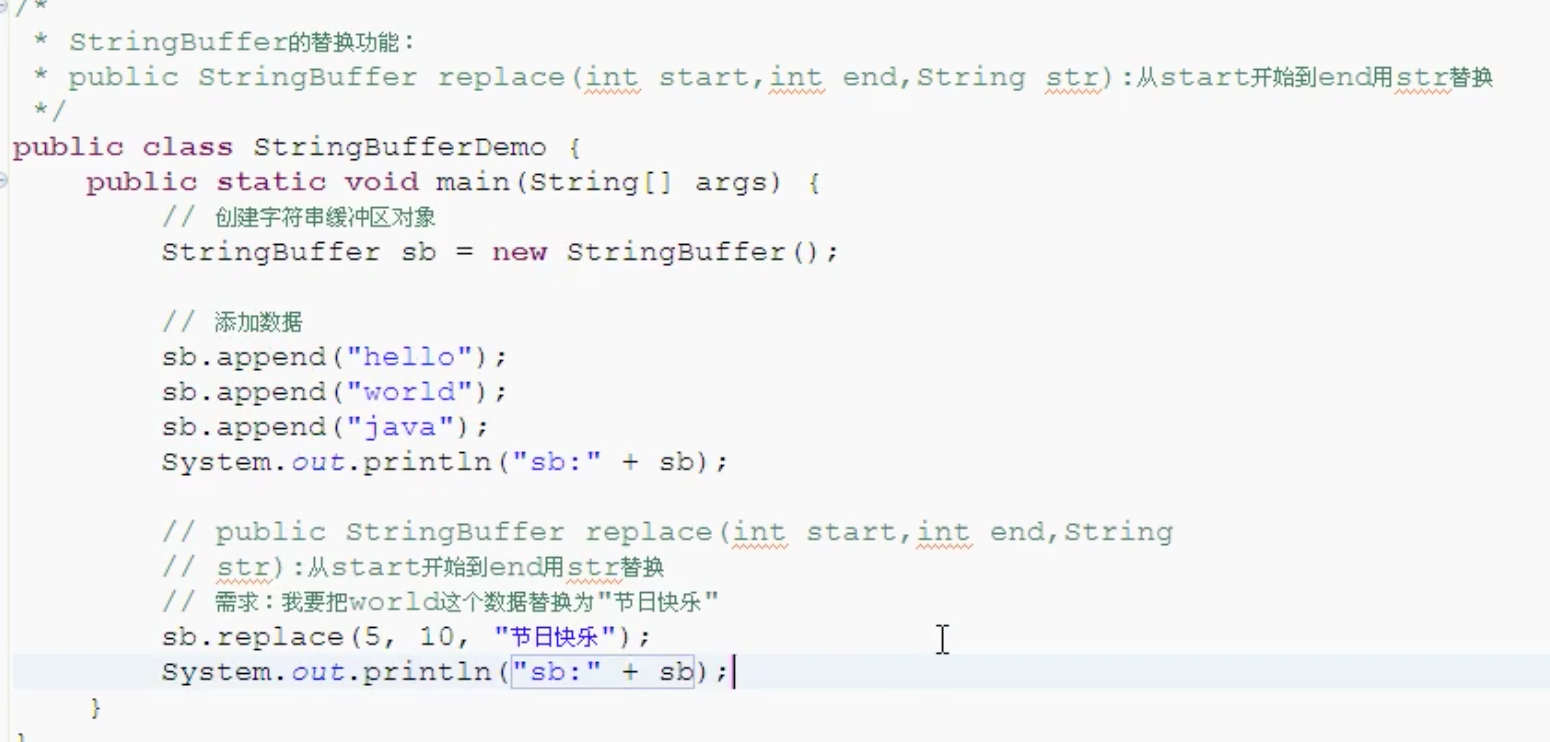 /*
 * StringBuffer的替换功能：
 * public StringBuffer replace(int start,int end,String str):从start开始到end用str替换
 */
public class StringBufferDemo {
    public static void main(String[] args) {
        // 创建字符串缓冲区对象
        StringBuffer sb = new StringBuffer();

        // 添加数据
        sb.append("hello");
        sb.append("world");
        sb.append("java");
        System.out.println("sb:" + sb);

        // public StringBuffer replace(int start,int end,String
        // str):从start开始到end用str替换
        // 需求：我要把world这个数据替换为"节日快乐"
        sb.replace(5, 10, "节日快乐");
        System.out.println("sb:" + sb);
    }
}